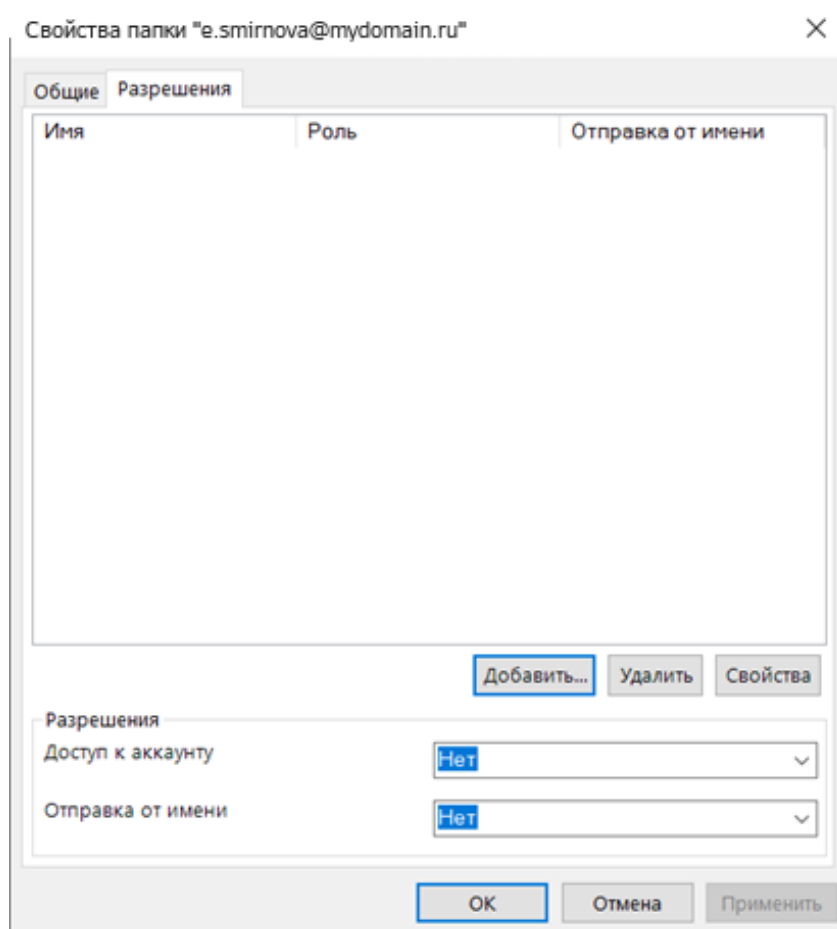 Свойства папки "e.smirnova@mydomain.ru"
Общие Разрешения
Имя Роль Отправка от имени
Добавить... Удалить Свойства
Разрешения
Доступ к аккаунту Нет
Отправка от имени Нет
ОК Отмена Применить